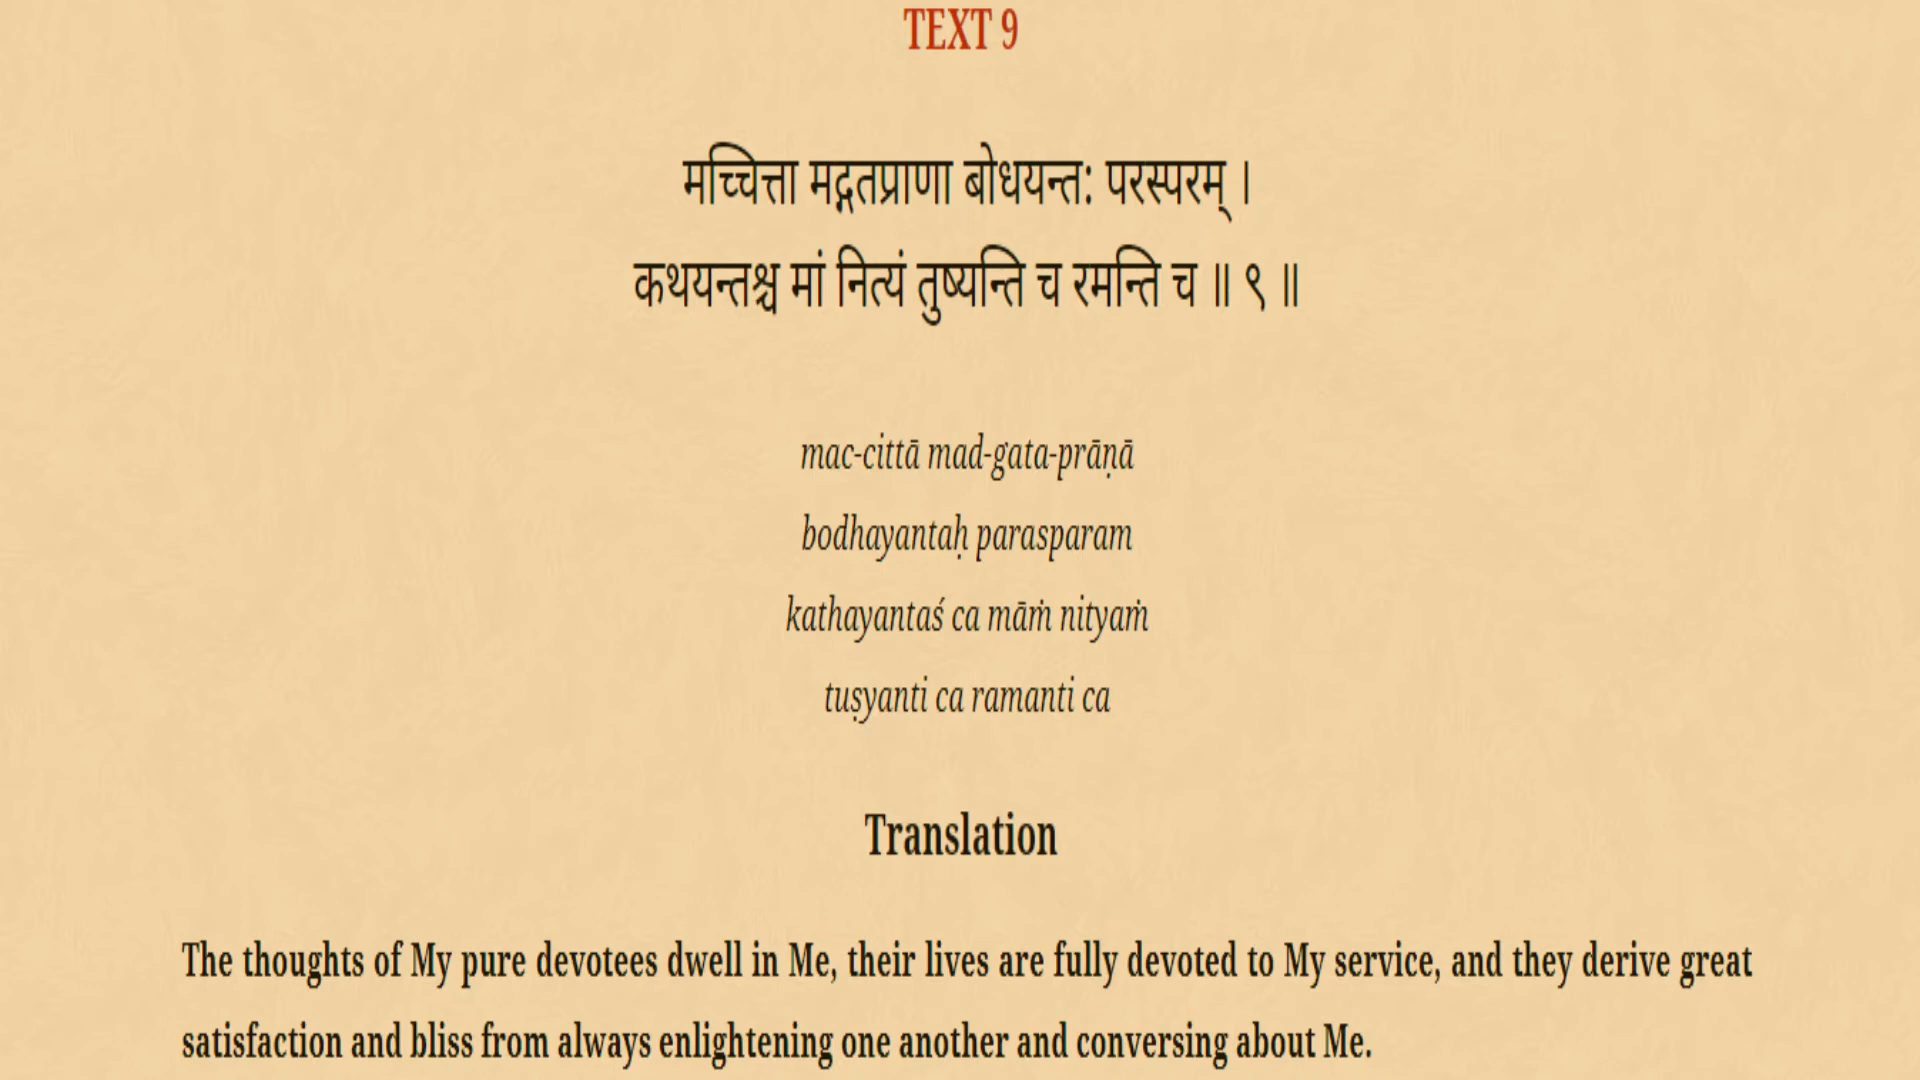 TEXT 9
मच्चित्ता मद्ग‍तप्राणा बोधयन्त: परस्परम् ।
कथयन्तश्च मां नित्यं तुष्यन्ति च रमन्ति च ॥ ९ ॥
mac-cittā mad-gata-prāṇā
bodhayantaḥ parasparam
kathayantaś ca māṁ nityaṁ
tuṣyanti ca ramanti ca
Translation
The thoughts of My pure devotees dwell in Me, their lives are fully devoted to My service, and they derive great
satisfaction and bliss from always enlightening one another and conversing about Me.